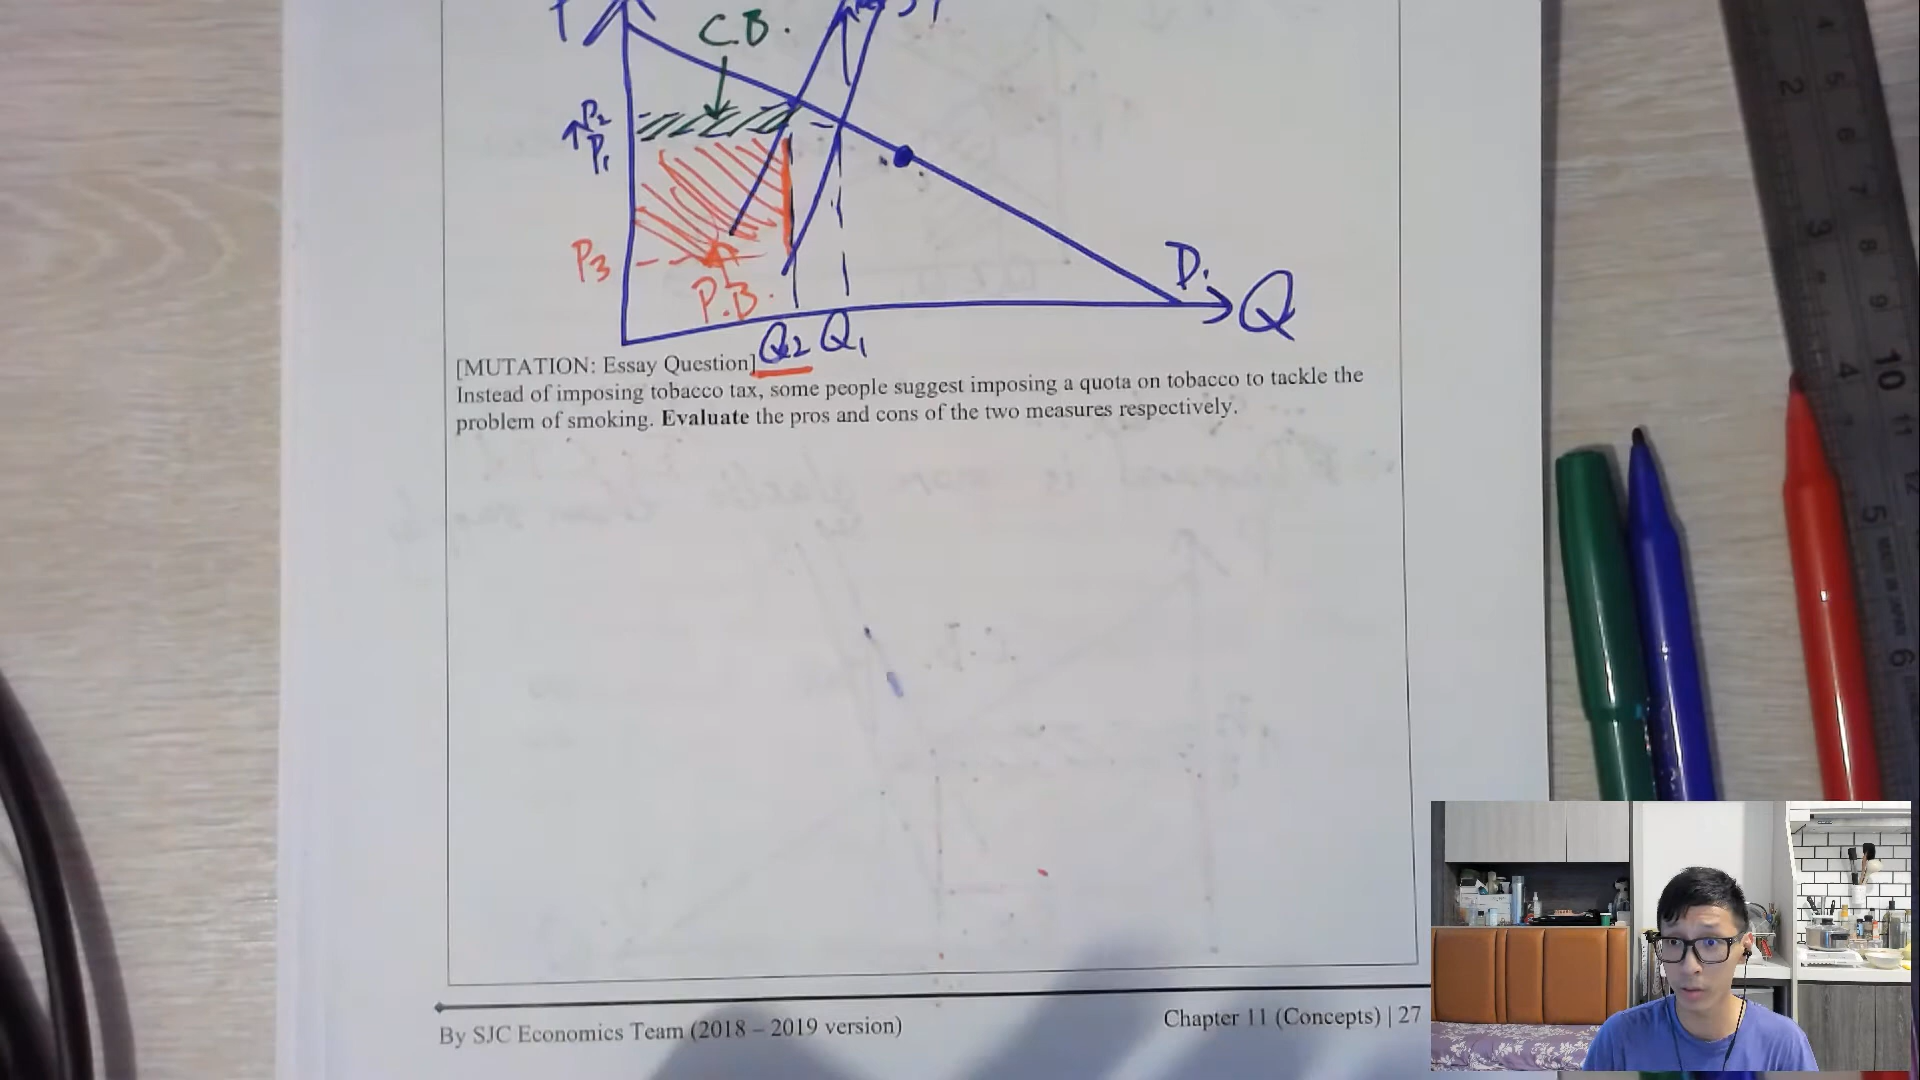 C.B.
P₂
P₁
P₃
P.B.
D.
Q
Q₂ Q₁
[MUTATION: Essay Question]
Instead of imposing tobacco tax, some people suggest imposing a quota on tobacco to tackle the
problem of smoking. Evaluate the pros and cons of the two measures respectively.
By SJC Economics Team (2018 – 2019 version)
Chapter 11 (Concepts) | 27